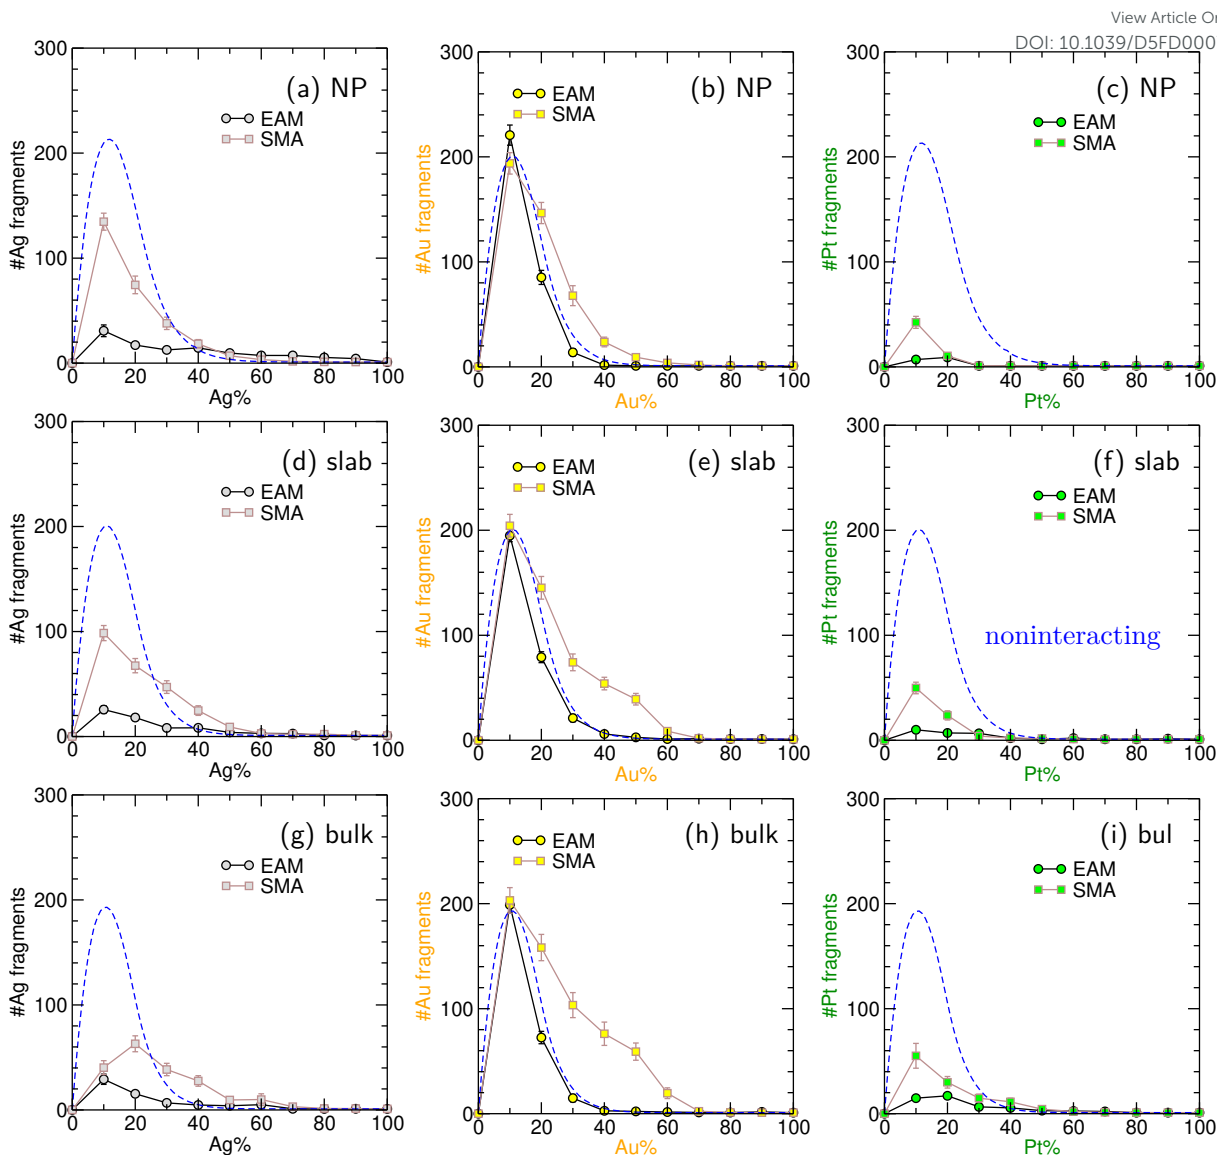 View Article On
DOI: 10.1039/D5FD000
300
200
100
0
#Ag fragments
(a) NP
EAM
SMA
0 20 40 60 80 100
Ag%
300
200
100
0
#Au fragments
(b) NP
EAM
SMA
0 20 40 60 80 100
Au%
300
200
100
0
#Pt fragments
(c) NP
EAM
SMA
0 20 40 60 80 100
Pt%
300
200
100
0
#Ag fragments
(d) slab
EAM
SMA
0 20 40 60 80 100
Ag%
300
200
100
0
#Au fragments
(e) slab
EAM
SMA
0 20 40 60 80 100
Au%
300
200
100
0
#Pt fragments
(f) slab
EAM
SMA
noninteracting
0 20 40 60 80 100
Pt%
300
200
100
0
#Ag fragments
(g) bulk
EAM
SMA
0 20 40 60 80 100
Ag%
300
200
100
0
#Au fragments
(h) bulk
EAM
SMA
0 20 40 60 80 100
Au%
300
200
100
0
#Pt fragments
(i) bul
EAM
SMA
0 20 40 60 80 100
Pt%